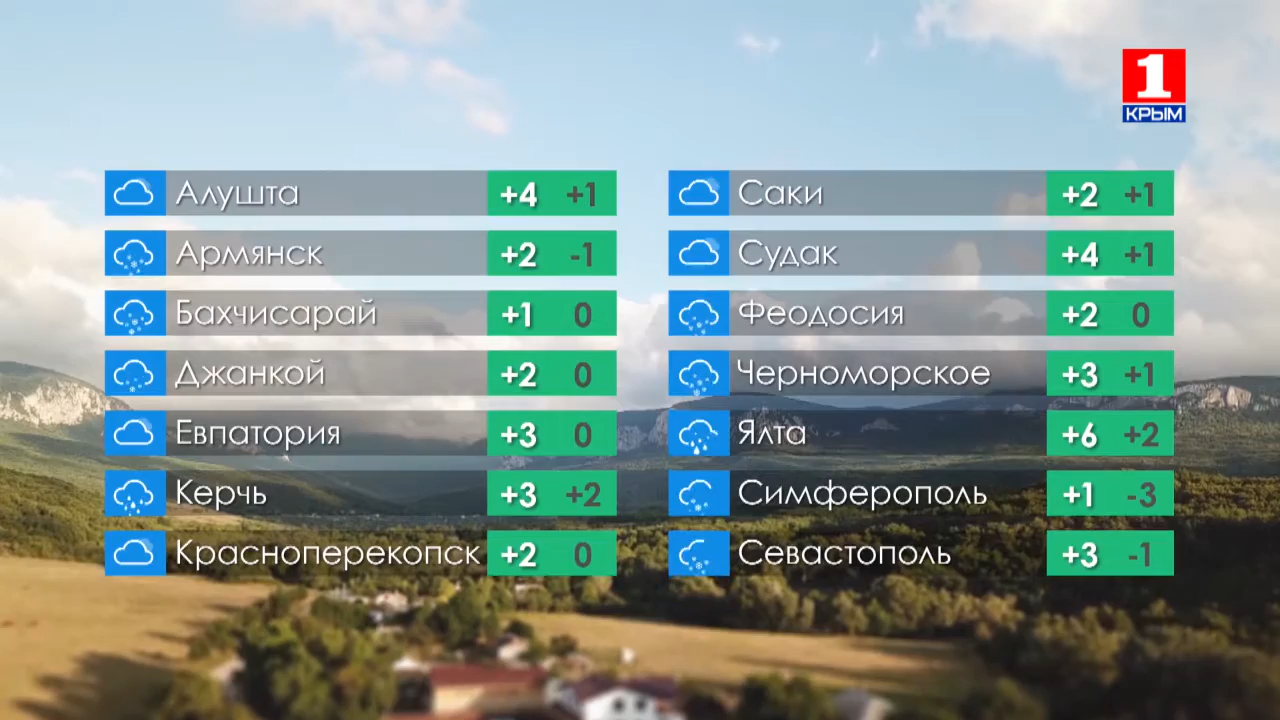 1
КРЫМ
Алушта +4 +1
Армянск +2 -1
Бахчисарай +1 0
Джанкой +2 0
Евпатория +3 0
Керчь +3 +2
Красноперекопск +2 0
Саки +2 +1
Судак +4 +1
Феодосия +2 0
Черноморское +3 +1
Ялта +6 +2
Симферополь +1 -3
Севастополь +3 -1